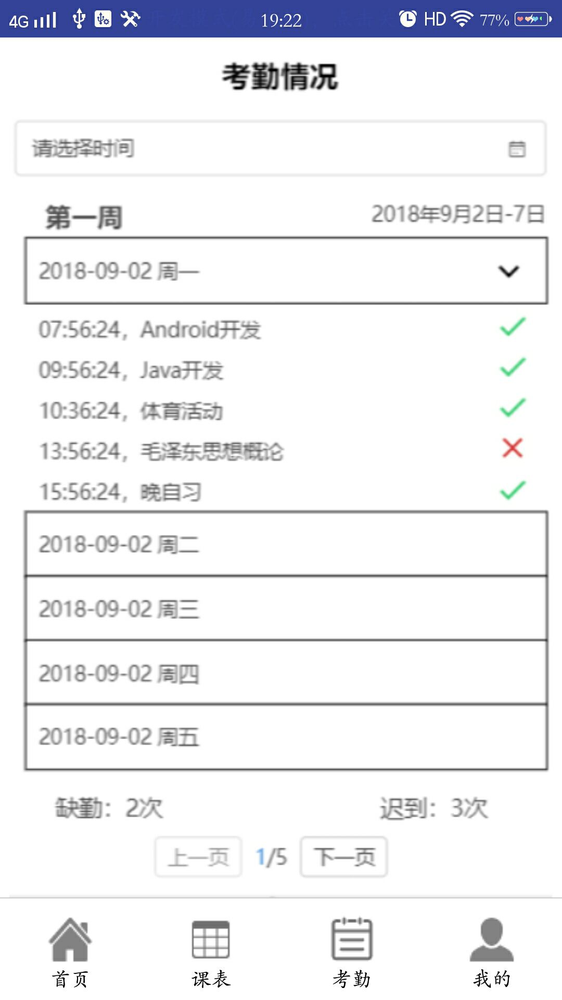 4G 19:22 HD 77%
考勤情况
请选择时间
第一周 2018年9月2日-7日
2018-09-02 周一
07:56:24，Android开发
09:56:24，Java开发
10:36:24，体育活动
13:56:24，毛泽东思想概论
15:56:24，晚自习
2018-09-02 周二
2018-09-02 周三
2018-09-02 周四
2018-09-02 周五
缺勤：2次 迟到：3次
上一页 1/5 下一页
首页 课表 考勤 我的